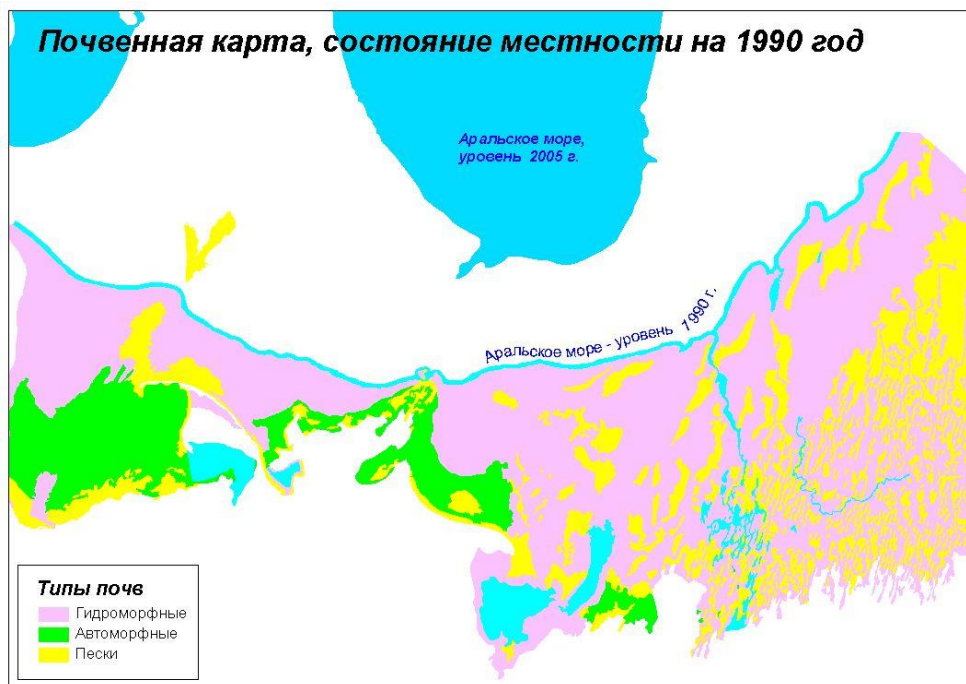 Почвенная карта, состояние местности на 1990 год
Аральское море,
уровень 2005 г.
Аральское море - уровень 1990 г.
Типы почв
Гидроморфные
Автоморфные
Пески